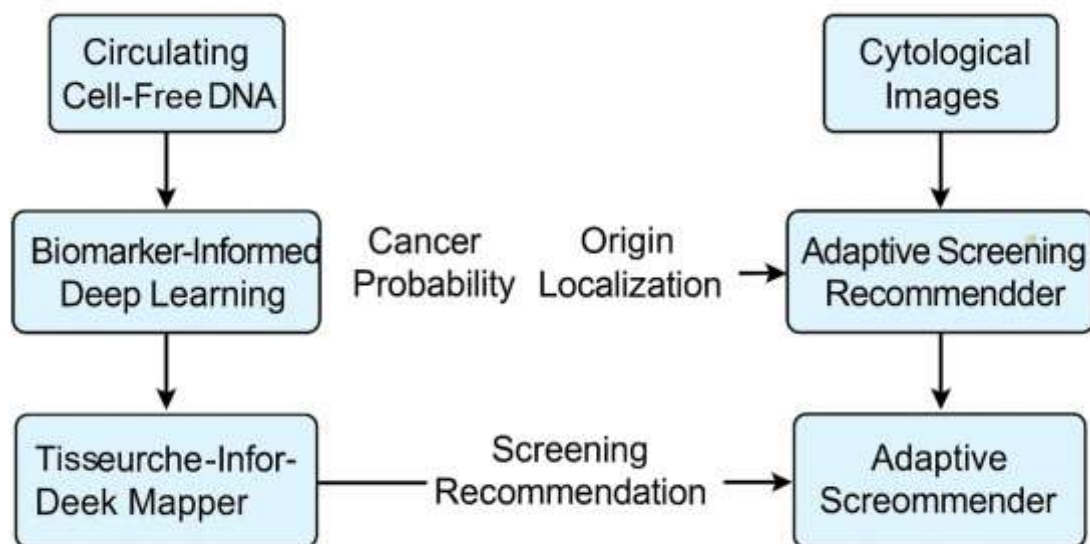 Circulating
Cell-Free DNA
Cytological
Images
Biomarker-Informed
Deep Learning
Cancer
Probability
Origin
Localization
Adaptive Screening
Recommendder
Tisseurche-Infor-
Deek Mapper
Screening
Recommendation
Adaptive
Screommender